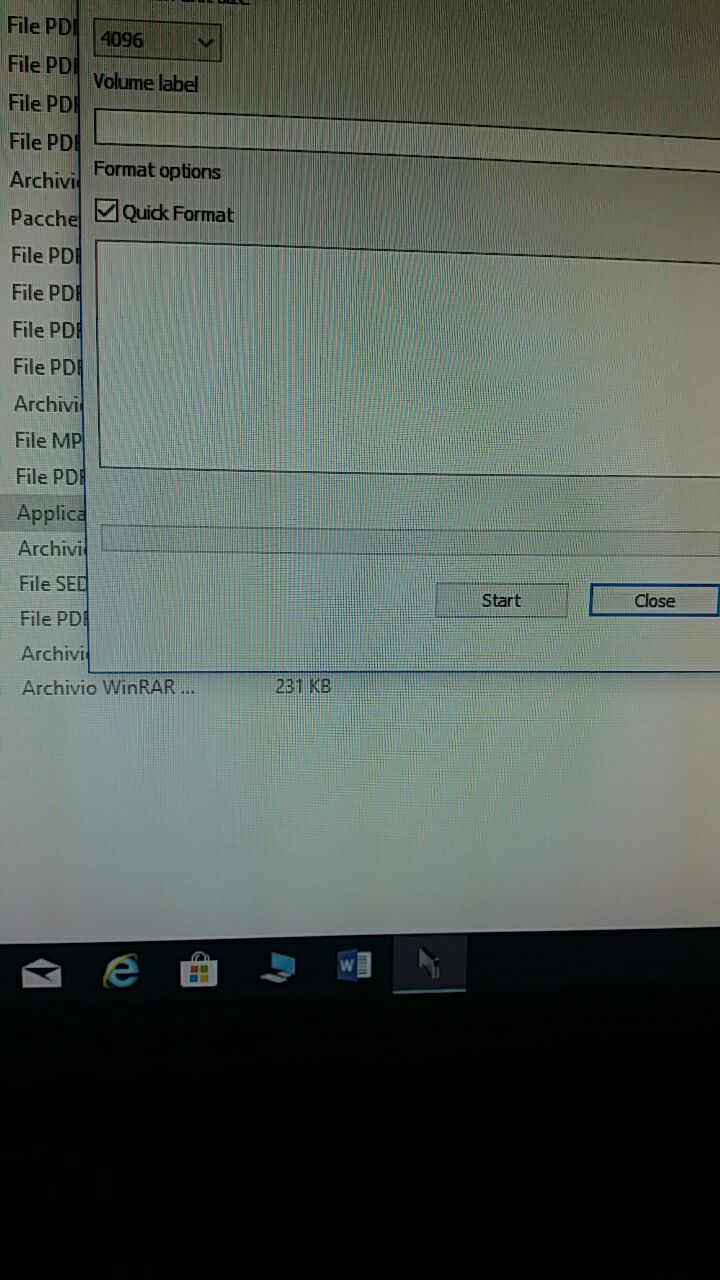 File PDF
4096
File PDF
Volume label
File PDF
File PDF
Format options
Archivi
Pacche
Quick Format
File PDF
File PDF
File PDF
File PDF
Archivi
File MP
File PDF
Applica
Archivi
File SED
Start
Close
File PDF
Archivi
Archivio WinRAR ...
231 KB
W